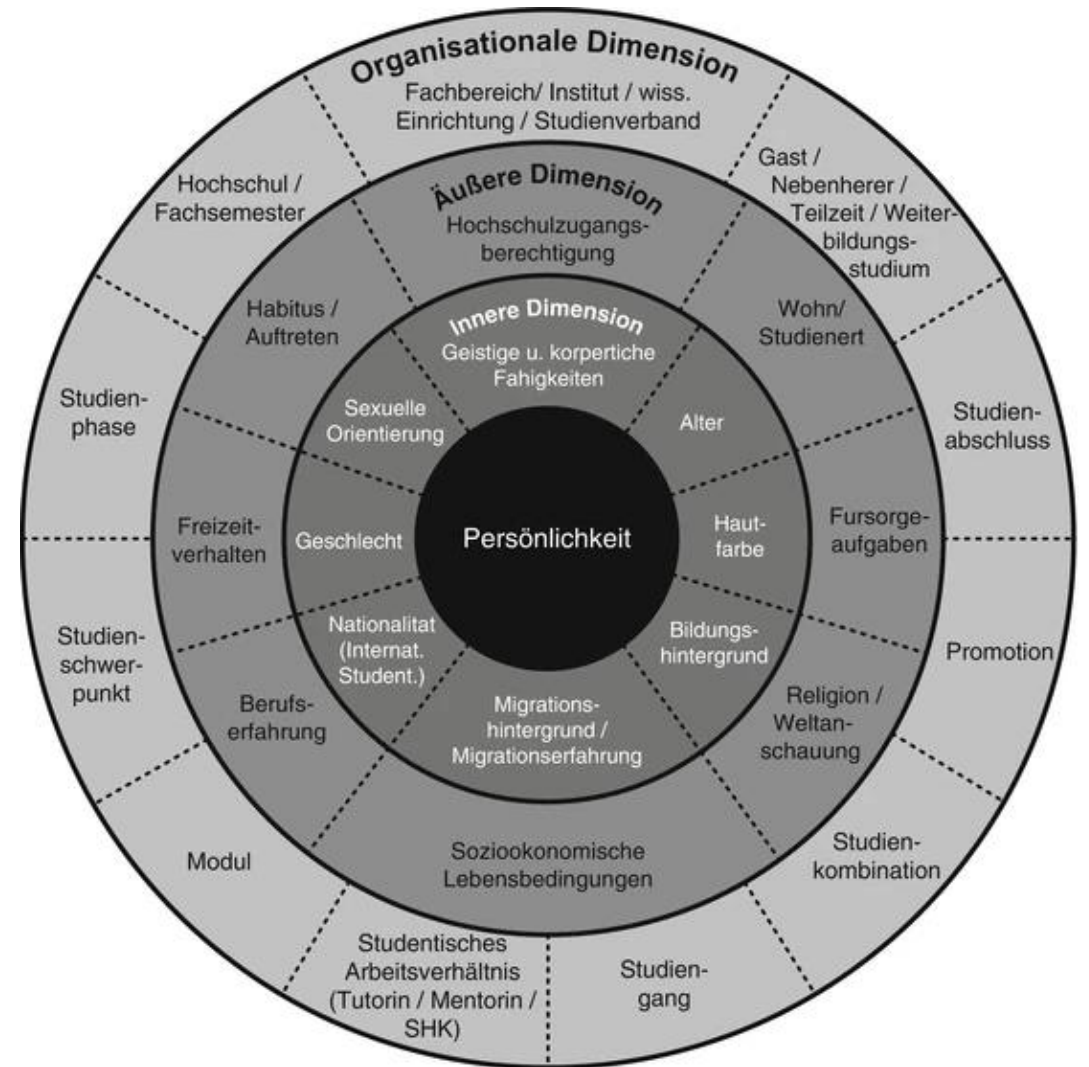 Organisationale Dimension
Fachbereich/ Institut / wiss.
Einrichtung / Studienverband
Gast /
Nebenherer /
Teilzeit / Weiter-
bildungs-
studium
Studien-
abschluss
Promotion
Studien-
kombination
Studien-
gang
Studentisches
Arbeitsverhältnis
(Tutorin / Mentorin /
SHK)
Modul
Studien-
schwer-
punkt
Studien-
phase
Hochschul /
Fachsemester
Äußere Dimension
Hochschulzugangs-
berechtigung
Wohn/
Studienert
Fursorge-
aufgaben
Religion /
Weltan-
schauung
Soziookonomische
Lebensbedingungen
Berufs-
erfahrung
Freizeit-
verhalten
Habitus /
Auftreten
Innere Dimension
Geistige u. korpertiche
Fahigkeiten
Alter
Haut-
farbe
Bildungs-
hintergrund
Migrations-
hintergrund /
Migrationserfahrung
Nationalitat
(Internat.
Student.)
Geschlecht
Sexuelle
Orientierung
Persönlichkeit